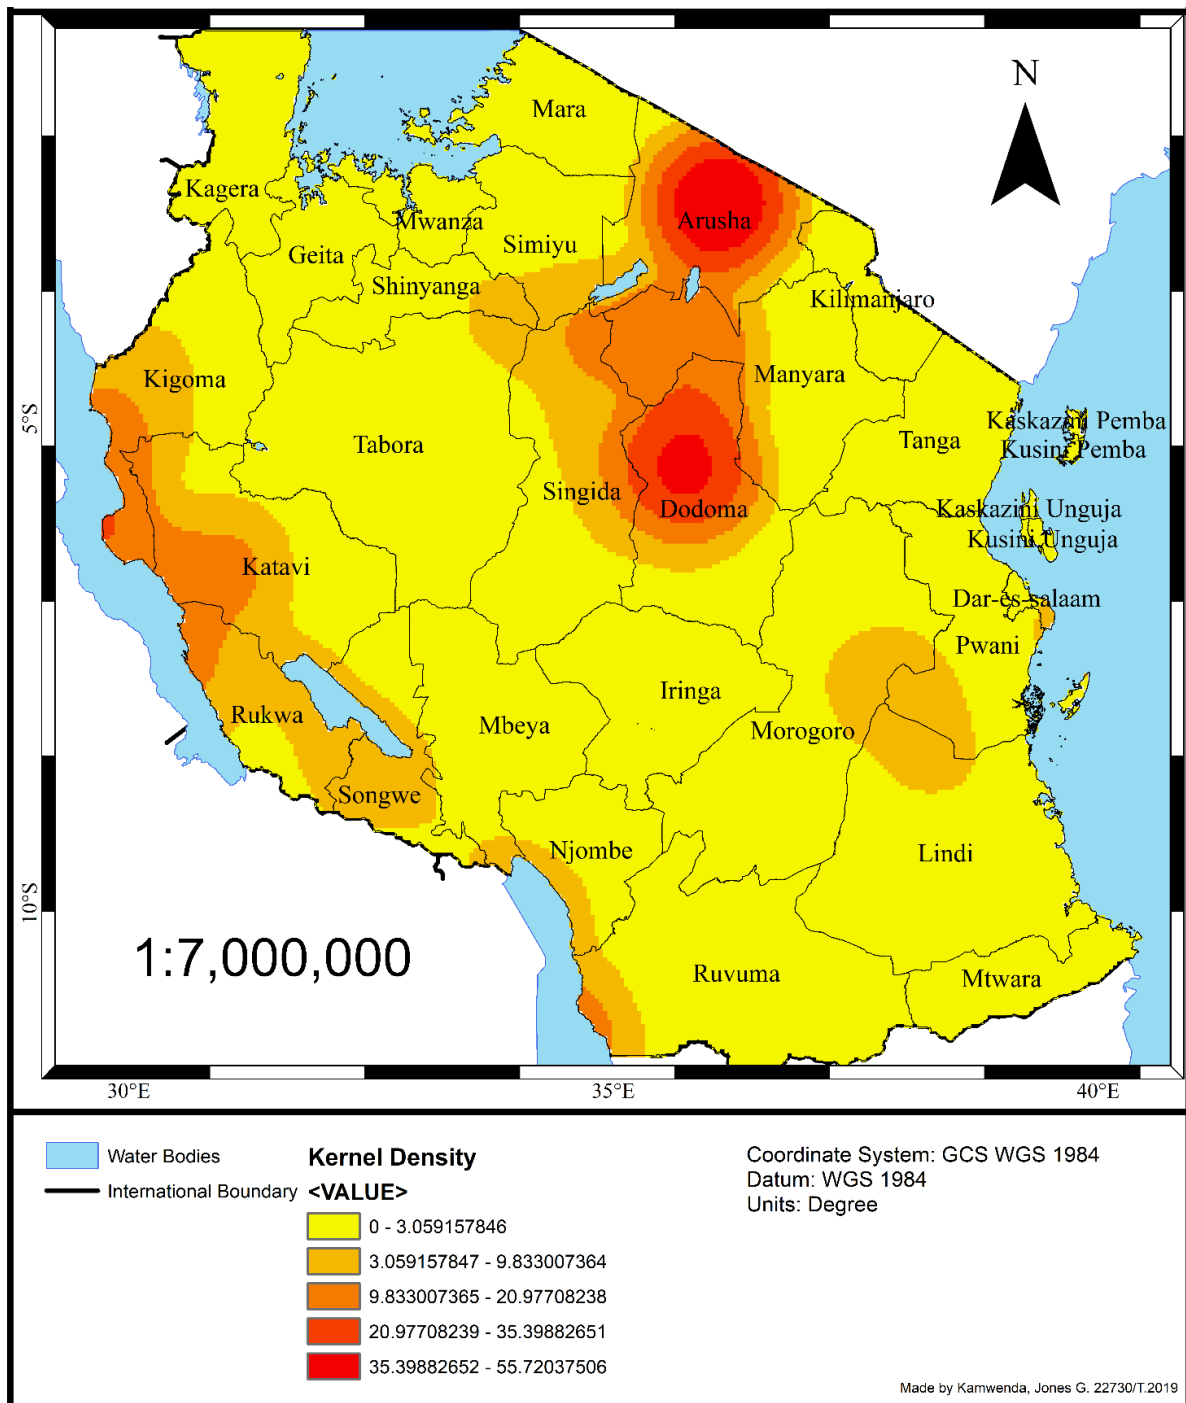 N
Mara
Kagera
Mwanza
Arusha
Simiyu
Geita
Shinyanga
Kilimanjaro
Kigoma
Manyara
5°S
Kaskazini Pemba
Tabora
Tanga
Kusini Pemba
Singida
Dodoma
Kaskazini Unguja
Kusini Unguja
Katavi
Dar-es-salaam
Pwani
Iringa
Rukwa
Mbeya
Morogoro
Songwe
Njombe
Lindi
10°S
1:7,000,000
Ruvuma
Mtwara
30°E
35°E
40°E
Water Bodies
International Boundary
Kernel Density
<VALUE>
0 - 3.059157846
3.059157847 - 9.833007364
9.833007365 - 20.97708238
20.97708239 - 35.39882651
35.39882652 - 55.72037506
Coordinate System: GCS WGS 1984
Datum: WGS 1984
Units: Degree
Made by Kamwenda, Jones G. 22730/T.2019